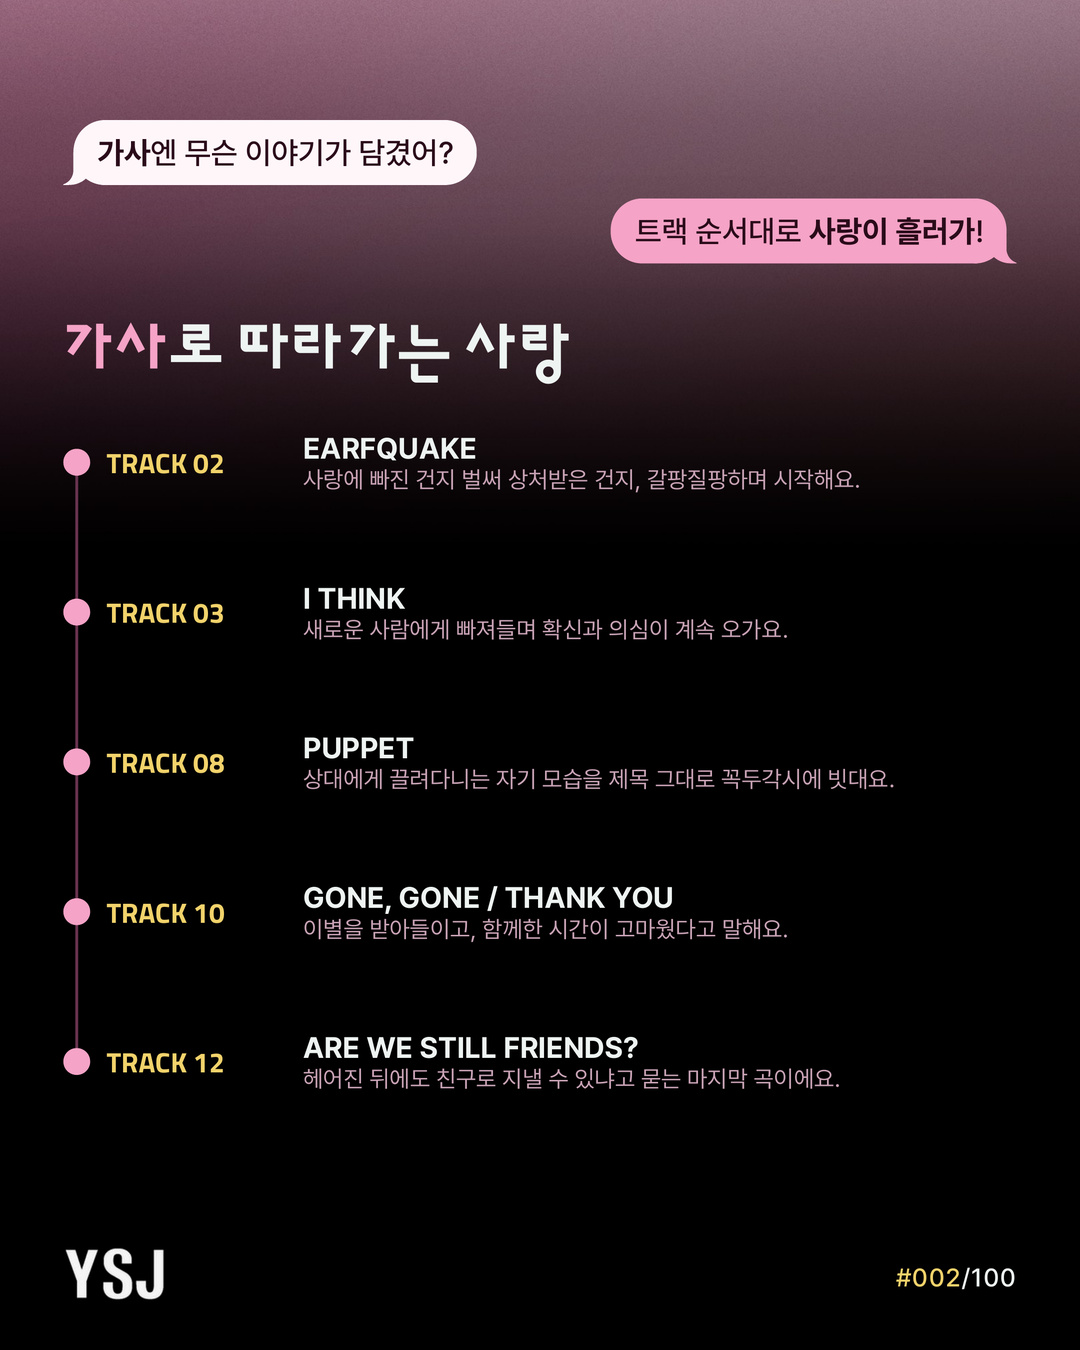 가사엔 무슨 이야기가 담겼어?
트랙 순서대로 사랑이 흘러가!
가사로 따라가는 사랑
TRACK 02
EARFQUAKE
사랑에 빠진 건지 벌써 상처받은 건지, 갈팡질팡하며 시작해요.
TRACK 03
I THINK
새로운 사람에게 빠져들며 확신과 의심이 계속 오가요.
TRACK 08
PUPPET
상대에게 끌려다니는 자기 모습을 제목 그대로 꼭두각시에 빗대요.
TRACK 10
GONE, GONE / THANK YOU
이별을 받아들이고, 함께한 시간이 고마웠다고 말해요.
TRACK 12
ARE WE STILL FRIENDS?
헤어진 뒤에도 친구로 지낼 수 있냐고 묻는 마지막 곡이에요.
YSJ
#002/100